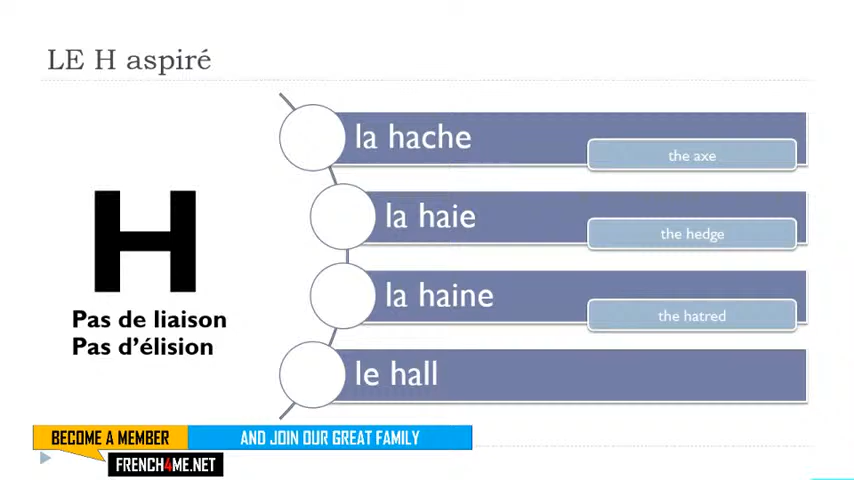 LE H aspiré
la hache
the axe
la haie
the hedge
la haine
the hatred
le hall
H
Pas de liaison
Pas d'élision
BECOME A MEMBER
AND JOIN OUR GREAT FAMILY
FRENCH4ME.NET